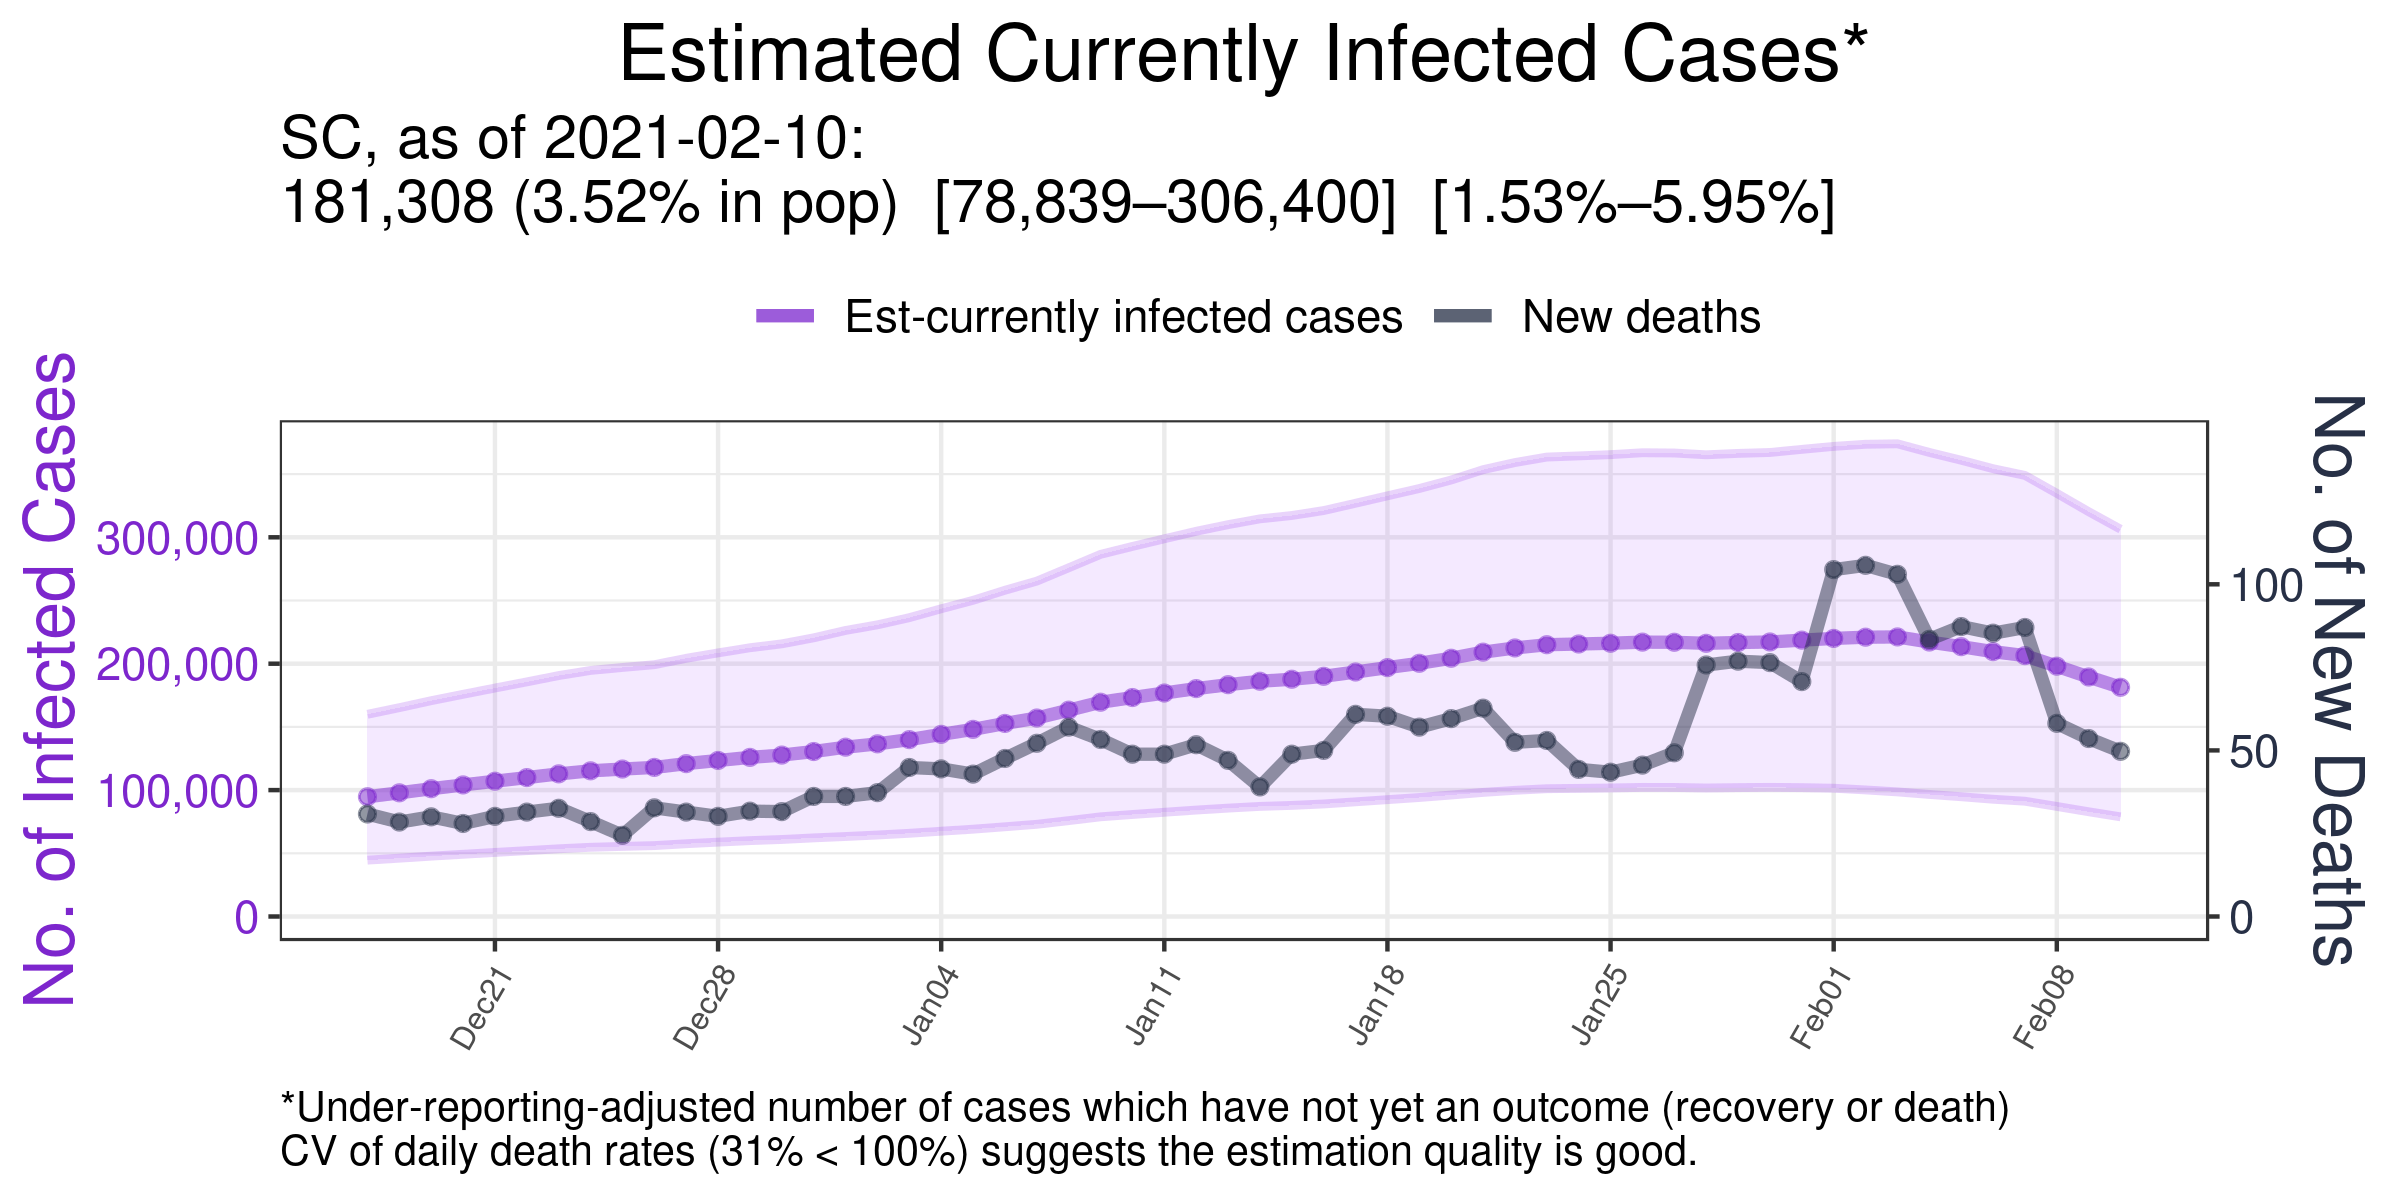 Estimated Currently Infected Cases*
SC, as of 2021-02-10:
181,308 (3.52% in pop)  [78,839–306,400]  [1.53%–5.95%]
Est-currently infected cases
New deaths
No. of Infected Cases
300,000
200,000
100,000
0
No. of New Deaths
100
50
0
Dec21
Dec28
Jan04
Jan11
Jan18
Jan25
Feb01
Feb08
*Under-reporting-adjusted number of cases which have not yet an outcome (recovery or death)
CV of daily death rates (31% < 100%) suggests the estimation quality is good.